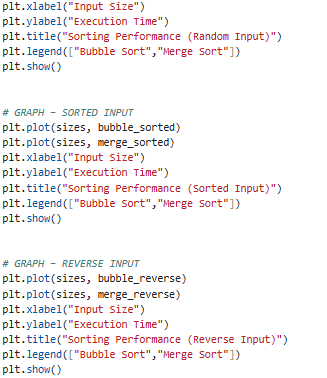 plt.xlabel("Input Size")
plt.ylabel("Execution Time")
plt.title("Sorting Performance (Random Input)")
plt.legend(["Bubble Sort","Merge Sort"])
plt.show()
# GRAPH - SORTED INPUT
plt.plot(sizes, bubble_sorted)
plt.plot(sizes, merge_sorted)
plt.xlabel("Input Size")
plt.ylabel("Execution Time")
plt.title("Sorting Performance (Sorted Input)")
plt.legend(["Bubble Sort","Merge Sort"])
plt.show()
# GRAPH - REVERSE INPUT
plt.plot(sizes, bubble_reverse)
plt.plot(sizes, merge_reverse)
plt.xlabel("Input Size")
plt.ylabel("Execution Time")
plt.title("Sorting Performance (Reverse Input)")
plt.legend(["Bubble Sort","Merge Sort"])
plt.show()